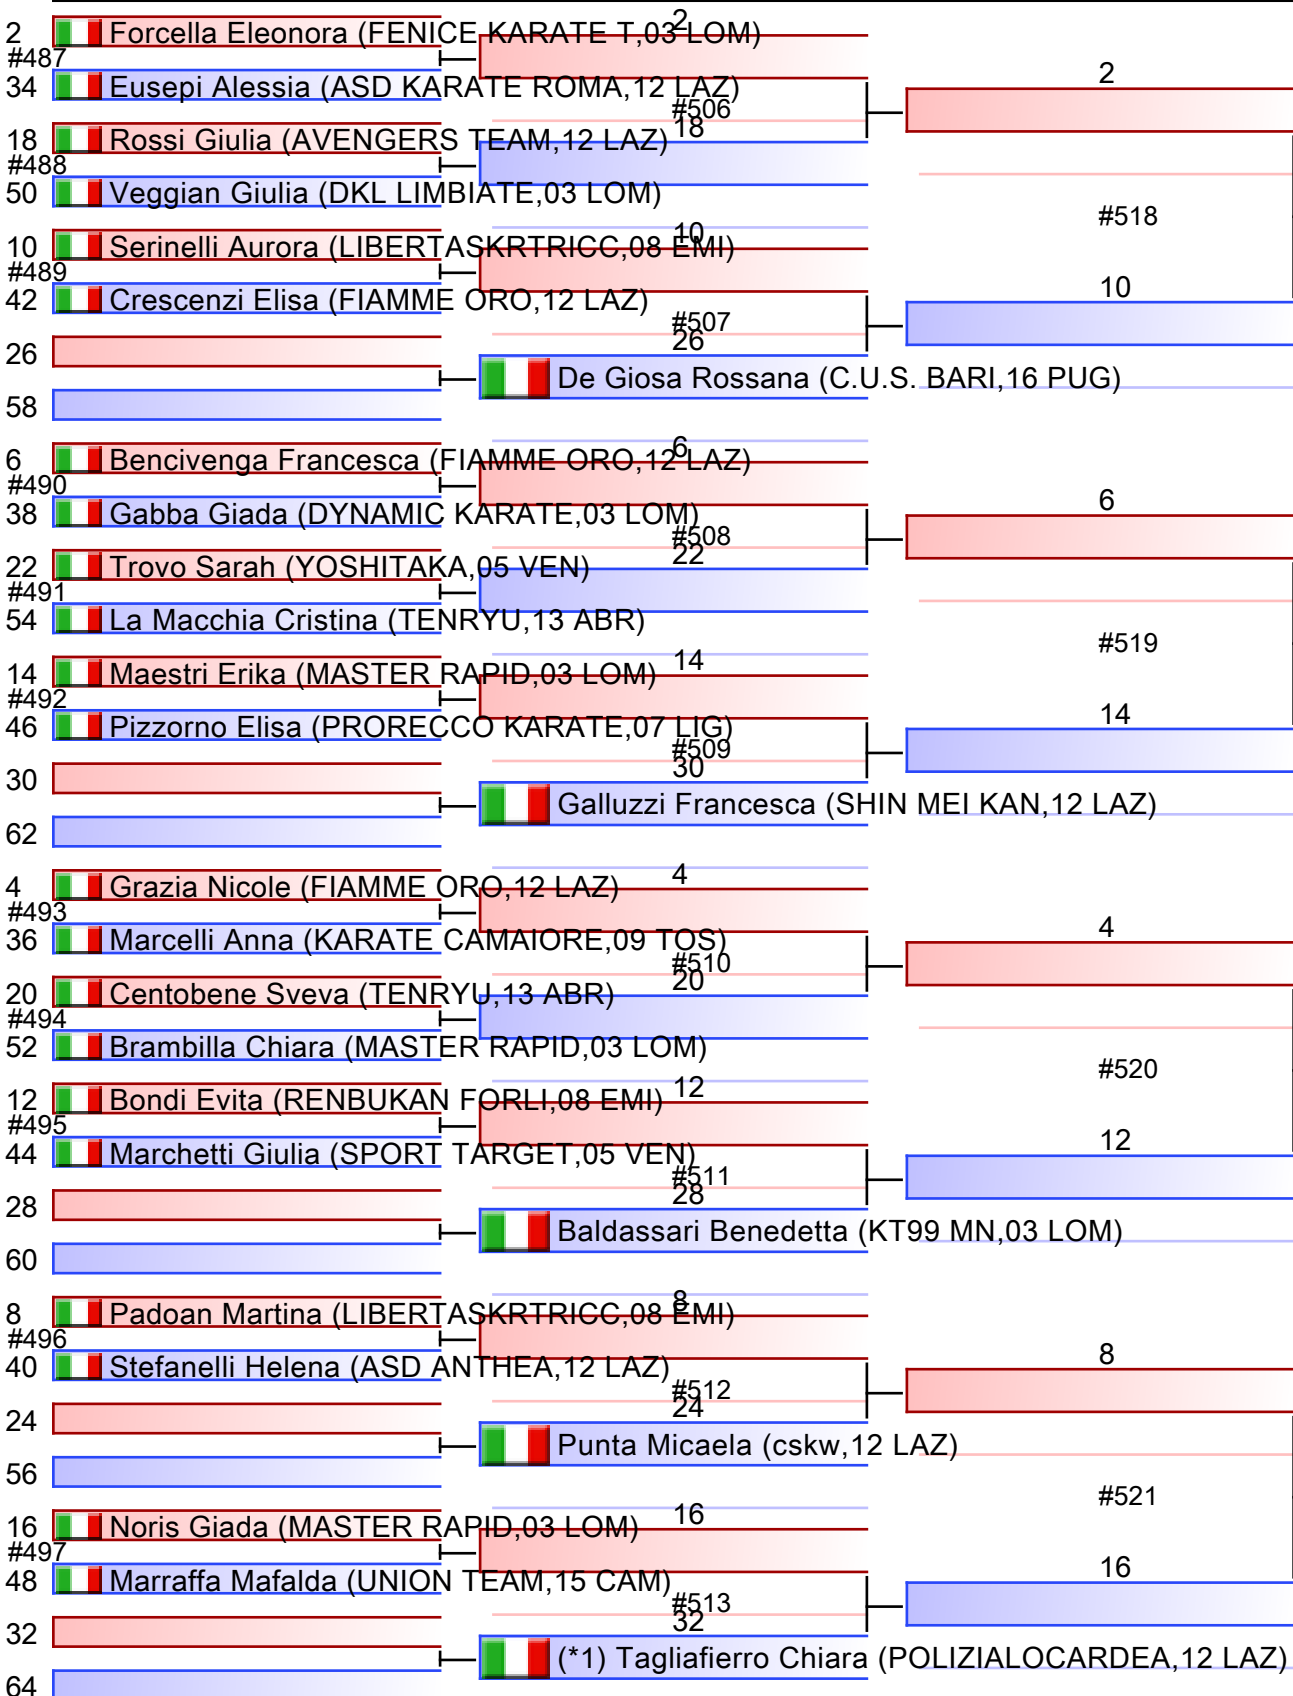 2 Forcella Eleonora (FENICE KARATE T,03 LOM) 2
#487
34 Eusepi Alessia (ASD KARATE ROMA,12 LAZ)
2
#506
18 Rossi Giulia (AVENGERS TEAM,12 LAZ) 18
#488
50 Veggian Giulia (DKL LIMBIATE,03 LOM)
#518
10 Serinelli Aurora (LIBERTASKRTRICC,08 EMI) 10
#489
42 Crescenzi Elisa (FIAMME ORO,12 LAZ)
10
#507
26 26
De Giosa Rossana (C.U.S. BARI,16 PUG)
58
6 Bencivenga Francesca (FIAMME ORO,12 LAZ) 6
#490
38 Gabba Giada (DYNAMIC KARATE,03 LOM)
6
#508
22 Trovo Sarah (YOSHITAKA,05 VEN) 22
#491
54 La Macchia Cristina (TENRYU,13 ABR)
#519
14 Maestri Erika (MASTER RAPID,03 LOM) 14
#492
46 Pizzorno Elisa (PRORECCO KARATE,07 LIG)
14
#509
30 30
Galluzzi Francesca (SHIN MEI KAN,12 LAZ)
62
4 Grazia Nicole (FIAMME ORO,12 LAZ) 4
#493
36 Marcelli Anna (KARATE CAMAIORE,09 TOS)
4
#510
20 Centobene Sveva (TENRYU,13 ABR) 20
#494
52 Brambilla Chiara (MASTER RAPID,03 LOM)
#520
12 Bondi Evita (RENBUKAN FORLI,08 EMI) 12
#495
44 Marchetti Giulia (SPORT TARGET,05 VEN)
12
#511
28 28
Baldassari Benedetta (KT99 MN,03 LOM)
60
8 Padoan Martina (LIBERTASKRTRICC,08 EMI) 8
#496
40 Stefanelli Helena (ASD ANTHEA,12 LAZ)
8
#512
24 24
Punta Micaela (cskw,12 LAZ)
56
#521
16 Noris Giada (MASTER RAPID,03 LOM) 16
#497
48 Marraffa Mafalda (UNION TEAM,15 CAM)
16
#513
32 32
(*1) Tagliafierro Chiara (POLIZIALOCARDEA,12 LAZ)
64